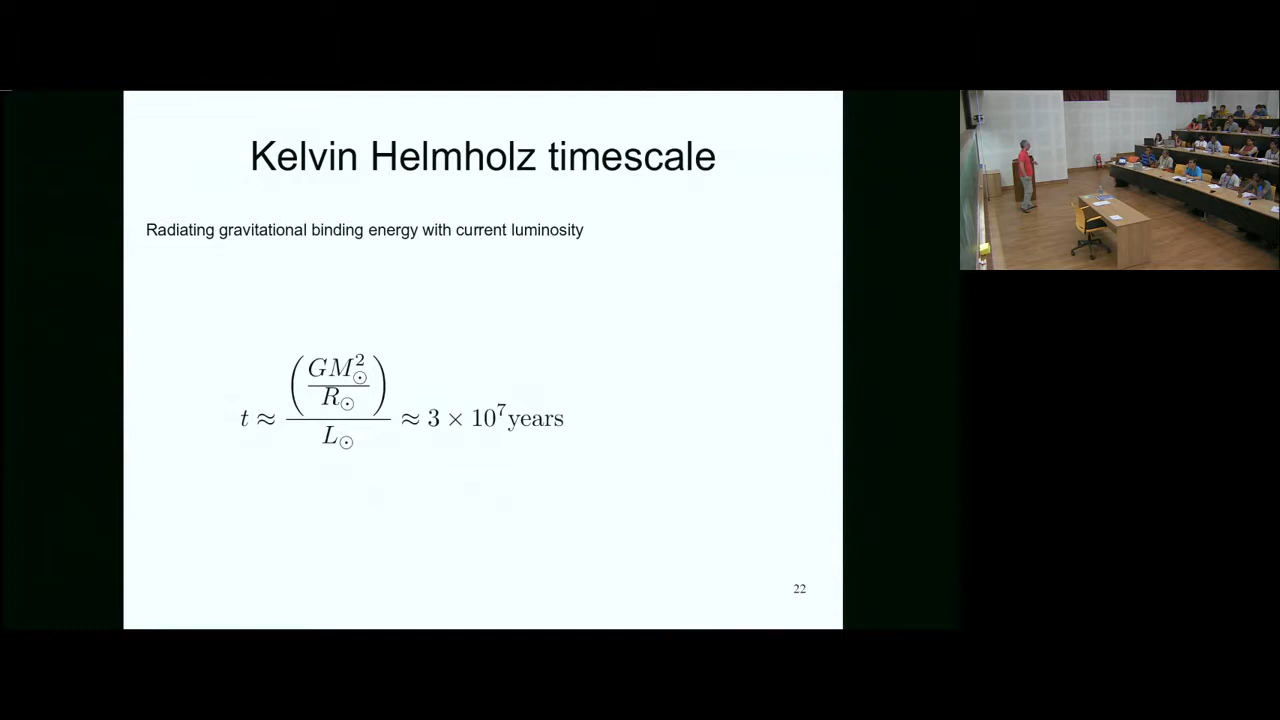 Kelvin Helmholz timescale
Radiating gravitational binding energy with current luminosity
t ≈ (GM⊙² / R⊙) / L⊙ ≈ 3 × 10⁷ years
22